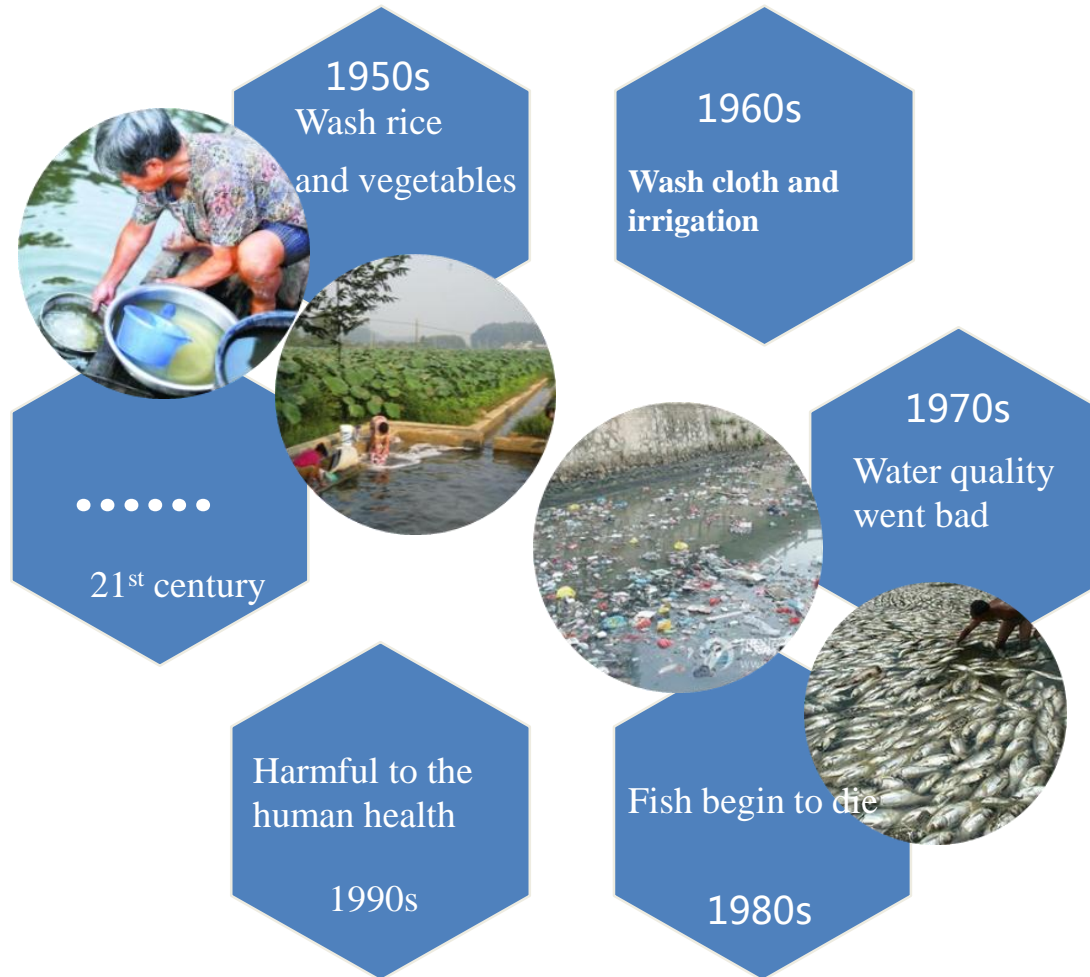 1950s
Wash rice
and vegetables
1960s
Wash cloth and
irrigation
1970s
Water quality
went bad
Fish begin to die
1980s
Harmful to the
human health
1990s
......
21st century